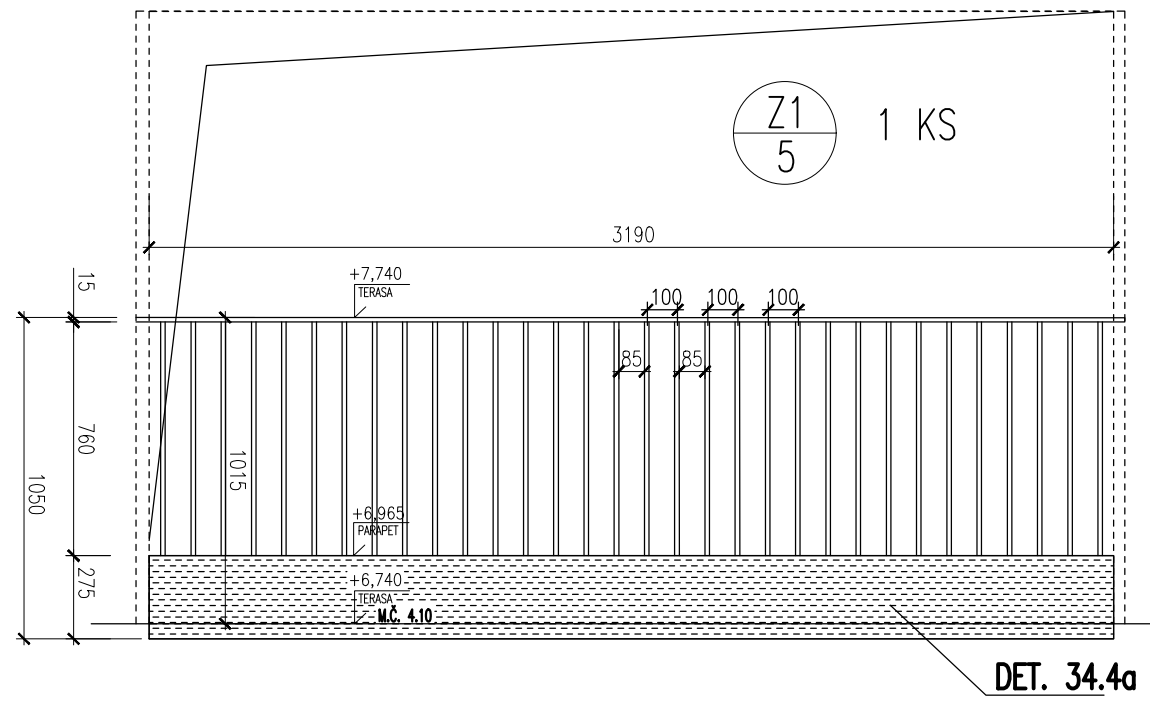 Z1
5
1 KS
3190
15
+7,740
TERASA
100
100
100
85
85
760
1050
1015
+6,965
PARAPET
275
+6,740
TERASA
M.Č. 4.10
DET. 34.4a